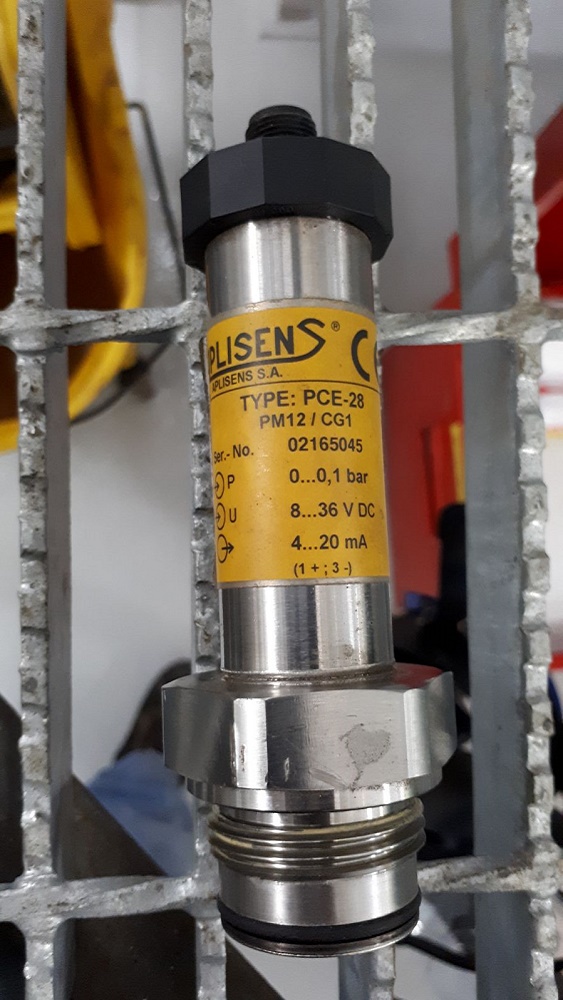 PLISENS®
APLISENS S.A.
TYPE: PCE-28
PM12 / CG1
Ser.- No. 02165045
P 0...0,1 bar
U 8...36 V DC
4...20 mA
(1 + ; 3 -)